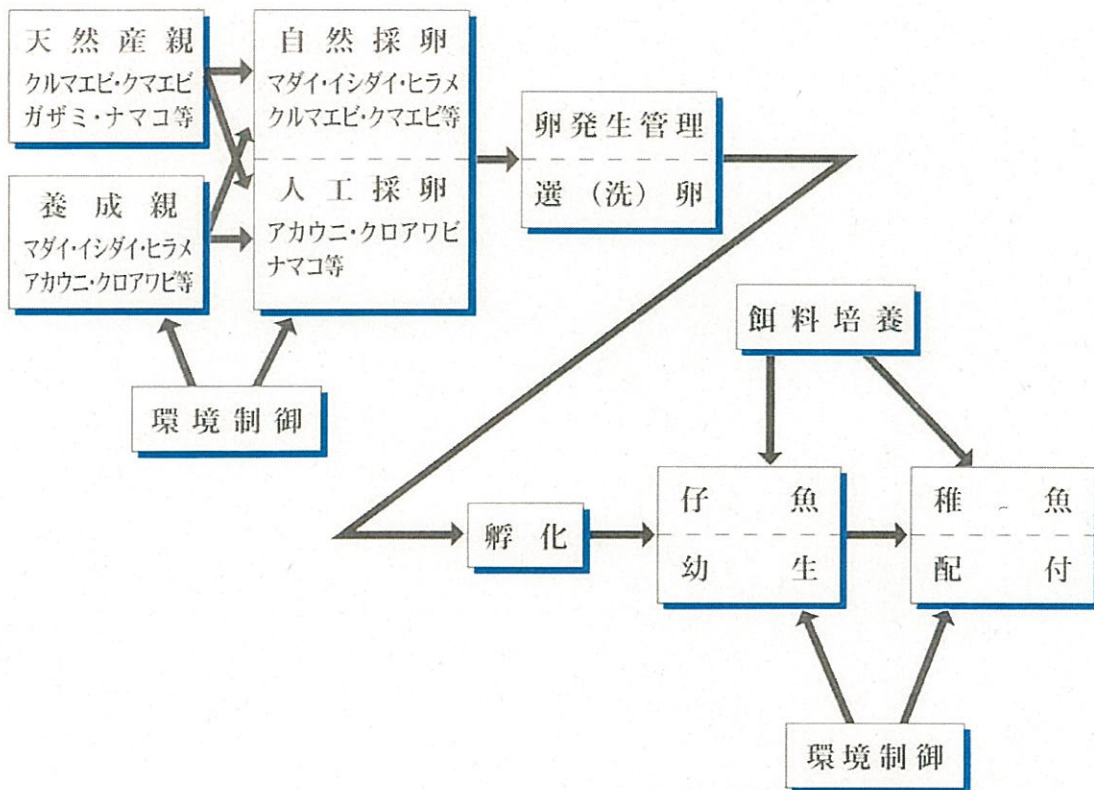 天然産親
クルマエビ・クマエビ
ガザミ・ナマコ等
養成親
マダイ・イシダイ・ヒラメ
アカウニ・クロアワビ等
自然採卵
マダイ・イシダイ・ヒラメ
クルマエビ・クマエビ等
人工採卵
アカウニ・クロアワビ
ナマコ等
環境制御
卵発生管理
選(洗)卵
餌料培養
孵化
仔魚
幼生
稚魚
配付
環境制御